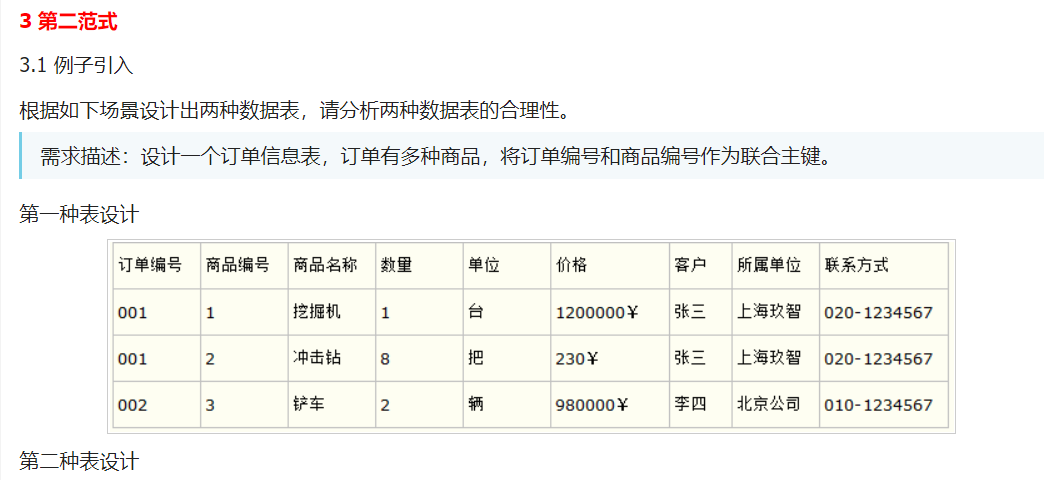 3 第二范式
3.1 例子引入
根据如下场景设计出两种数据表，请分析两种数据表的合理性。
需求描述：设计一个订单信息表，订单有多种商品，将订单编号和商品编号作为联合主键。
第一种表设计
订单编号 商品编号 商品名称 数量 单位 价格 客户 所属单位 联系方式
001 1 挖掘机 1 台 1200000￥ 张三 上海玖智 020-1234567
001 2 冲击钻 8 把 230￥ 张三 上海玖智 020-1234567
002 3 铲车 2 辆 980000￥ 李四 北京公司 010-1234567
第二种表设计